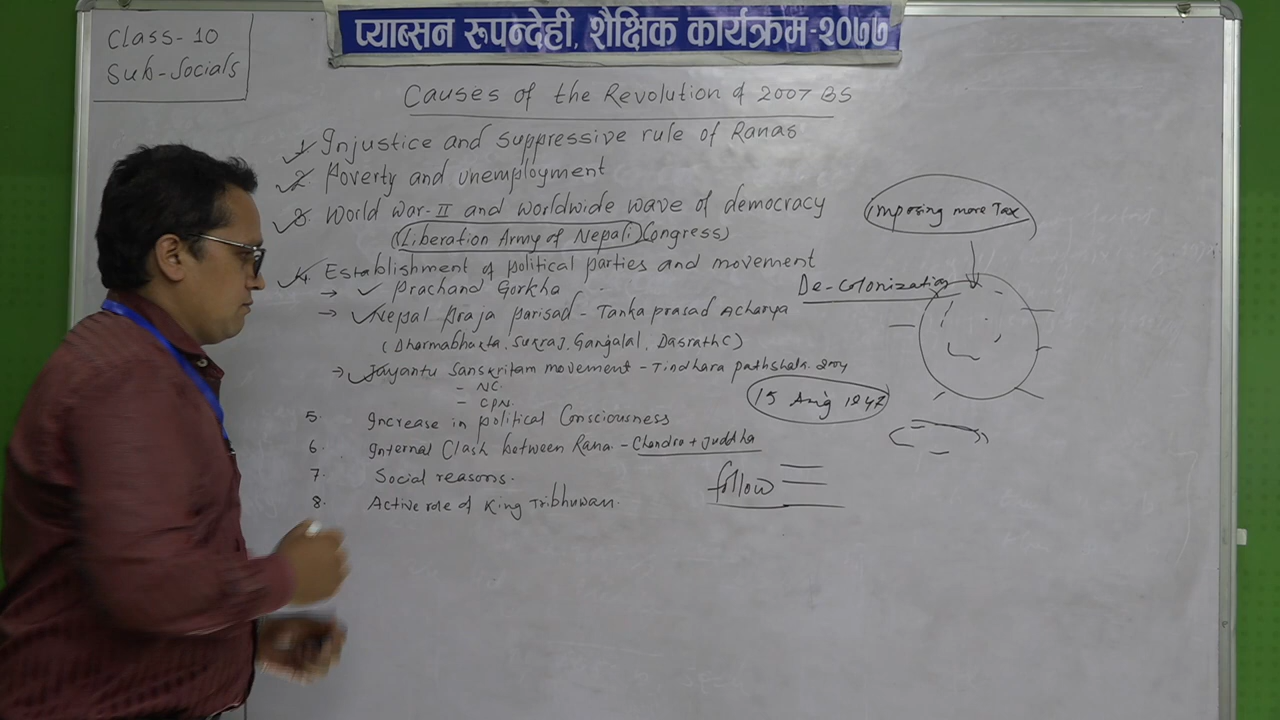 प्याब्सन रुपन्देही, शैक्षिक कार्यक्रम-२०७७
Class-10
Sub-Socials
Causes of the Revolution of 2007 BS
1. Injustice and suppressive rule of Ranas
2. Poverty and unemployment
3. World War-II and worldwide wave of democracy
(Liberation Army of Nepali Congress)
4. Establishment of political parties and movement
→ Prachand Gorkha
→ Nepal Praja Parisad - Tanka prasad Acharya
(Dharmabhakta, Sukraj, Gangalal, Dasrath C)
→ Jayantu Sanskritam movement - Tindhara pathshala. 2004
- NC.
- CPN.
5. Increase in political Consciousness
6. Internal Clash between Rana - Chandra + Juddha
7. Social reasons.
8. Active role of King Tribhuwan.
Imposing more Tax
De-colonization
15 Aug 1947
follow